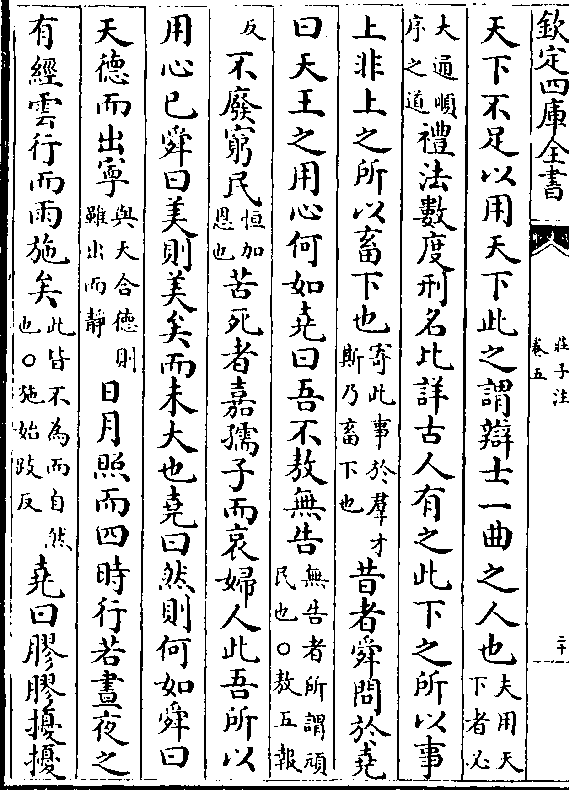 欽定四庫全書
莊子注
卷五
二十
天下不足以用天下此之謂辯士一曲之人也夫用天下者必
大通順序之道禮法數度刑名比詳古人有之此下之所以事
上非上之所以畜下也寄此事於羣才斯乃畜下也昔者舜問於堯
曰天王之用心何如堯曰吾不敖無告無告者所謂頑民也○敖五報
反不廢窮民恒加恩也苦死者嘉孺子而哀婦人此吾所以
用心已舜曰美則美矣而未大也堯曰然則何如舜曰
天德而出寧與天合德則雖出而靜日月照而四時行若晝夜之
有經雲行而雨施矣此皆不為而自然也○施始豉反堯曰膠膠擾擾